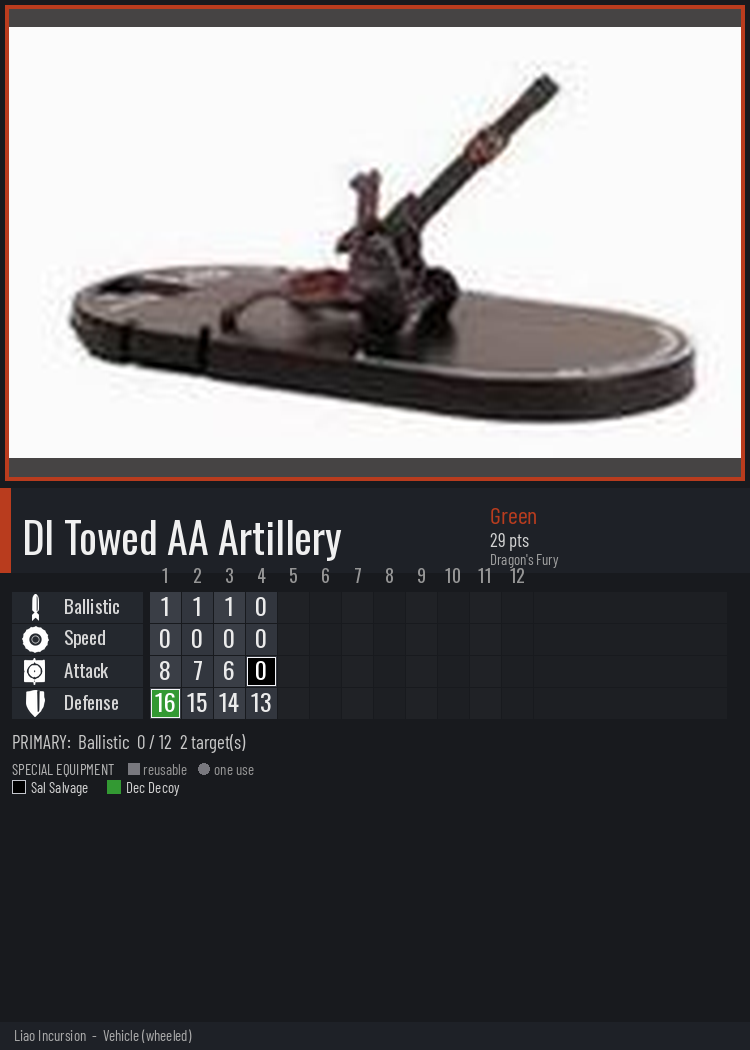 DI Towed AA Artillery
Green
29 pts
Dragon's Fury
1 2 3 4 5 6 7 8 9 10 11 12
Ballistic 1 1 1 0
Speed 0 0 0 0
Attack 8 7 6 0
Defense 16 15 14 13
PRIMARY: Ballistic 0 / 12 2 target(s)
SPECIAL EQUIPMENT reusable one use
Sal Salvage Dec Decoy
Liao Incursion - Vehicle (wheeled)